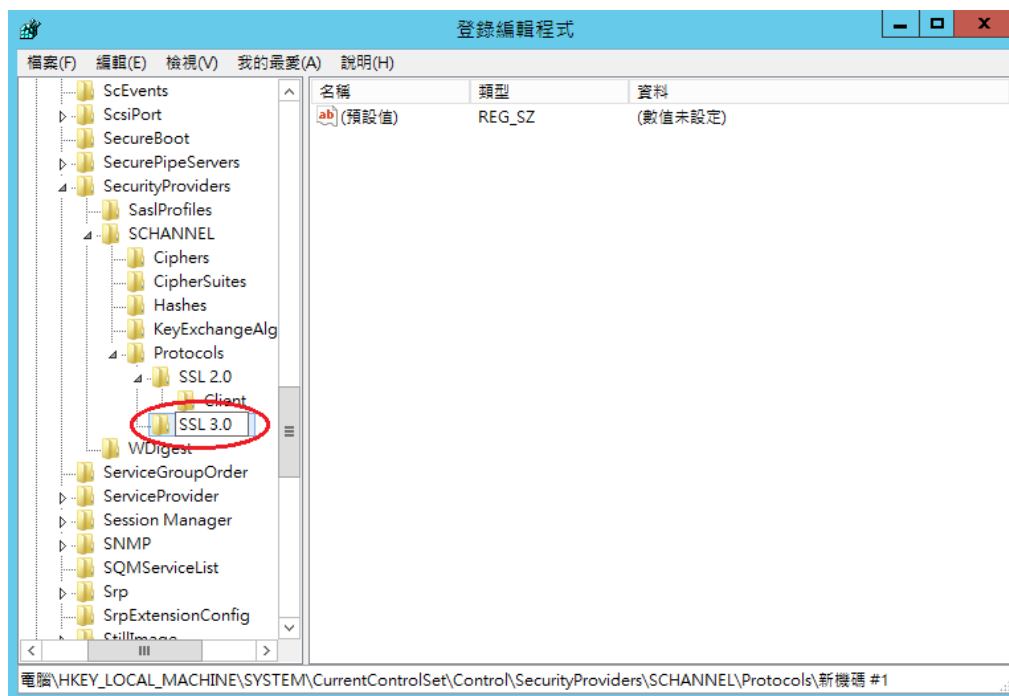 登錄編輯程式
檔案(F) 編輯(E) 檢視(V) 我的最愛(A) 說明(H)
ScEvents
ScsiPort
SecureBoot
SecurePipeServers
SecurityProviders
SaslProfiles
SCHANNEL
Ciphers
CipherSuites
Hashes
KeyExchangeAlg
Protocols
SSL 2.0
Client
SSL 3.0
WDigest
ServiceGroupOrder
ServiceProvider
Session Manager
SNMP
SQMServiceList
Srp
SrpExtensionConfig
StillImage
名稱 類型 資料
ab (預設值) REG_SZ (數值未設定)
電腦\HKEY_LOCAL_MACHINE\SYSTEM\CurrentControlSet\Control\SecurityProviders\SCHANNEL\Protocols\新機碼 #1